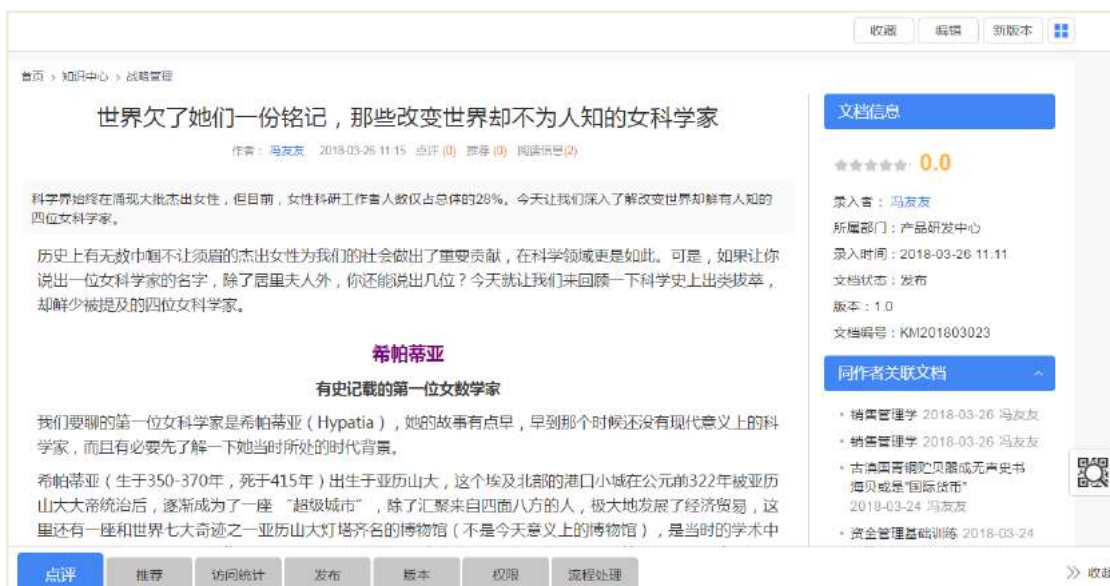 收藏 编辑 新版本
首页 > 知识中心 > 战略管理
世界欠了她们一份铭记，那些改变世界却不为人知的女科学家
作者： 冯友友 2018-03-26 11:15 点评 (0) 推荐 (0) 阅读信息(2)
科学界始终在涌现大批杰出女性，但目前，女性科研工作者人数仅占总体的28%。今天让我们深入了解改变世界却鲜有人知的
四位女科学家。
历史上有无数巾帼不让须眉的杰出女性为我们的社会做出了重要贡献，在科学领域更是如此。可是，如果让你
说出一位女科学家的名字，除了居里夫人外，你还能说出几位？今天就让我们来回顾一下科学史上出类拔萃，
却鲜少被提及的四位女科学家。
希帕蒂亚
有史记载的第一位女数学家
我们要聊的第一位女科学家是希帕蒂亚（Hypatia），她的故事有点早，早到那个时候还没有现代意义上的科
学家，而且有必要先了解一下她当时所处的时代背景。
希帕蒂亚（生于350-370年，死于415年）出生于亚历山大，这个埃及北部的港口小城在公元前322年被亚历
山大大帝统治后，逐渐成为了一座 “超级城市” ，除了汇聚来自四面八方的人，极大地发展了经济贸易，这
里还有一座和世界七大奇迹之一亚历山大灯塔齐名的博物馆（不是今天意义上的博物馆），是当时的学术中
文档信息
0.0
录入者： 冯友友
所属部门：产品研发中心
录入时间：2018-03-26 11:11
文档状态：发布
版本：1.0
文档编号：KM201803023
同作者关联文档
销售管理学 2018-03-26 冯友友
销售管理学 2018-03-26 冯友友
古滇国青铜贮贝器成无声史书
海贝或是“国际货币”
2018-03-24 冯友友
资金管理基础训练 2018-03-24
点评 推荐 访问统计 发布 版本 权限 流程处理
收起